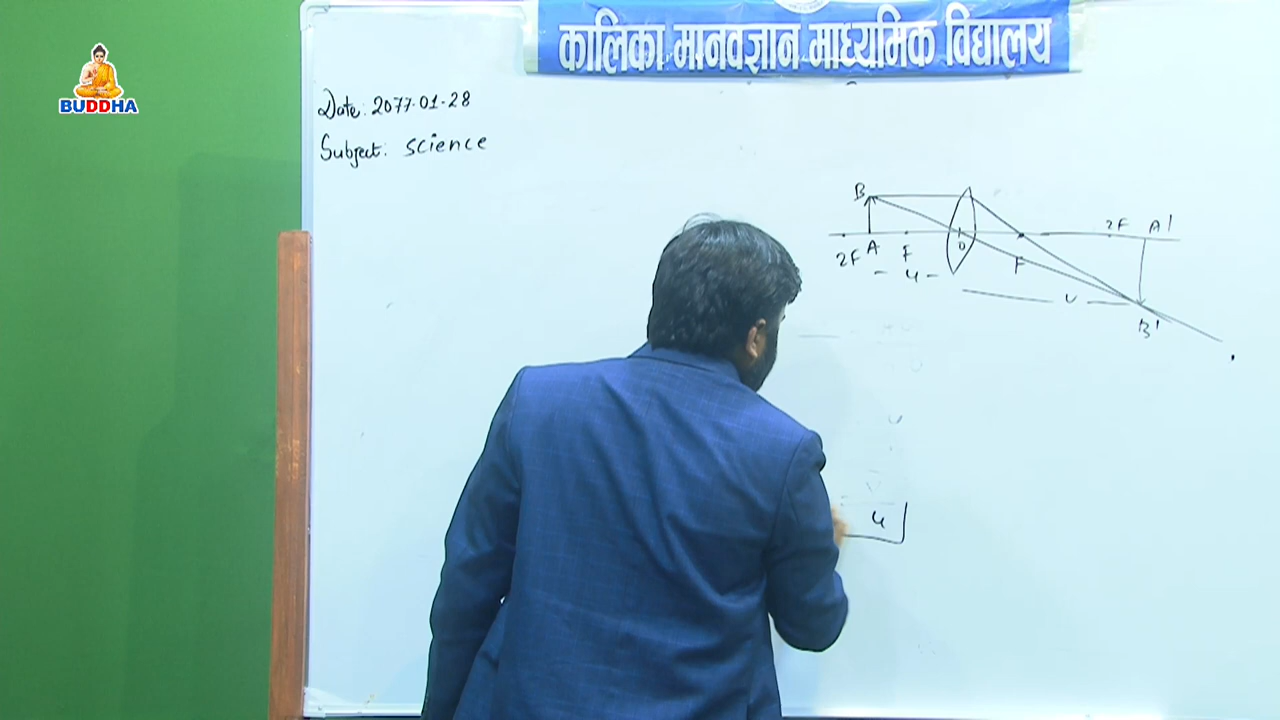 BUDDHA
कालिका मानवज्ञान माध्यमिक विद्यालय
Date: 2077-01-28
Subject: science
B
2F A F O F 2F A'
u
v
B'
v
u